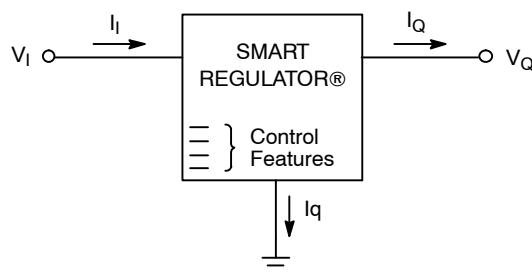 I_I
I_Q
V_I
SMART
REGULATOR®
V_Q
Control
Features
Iq